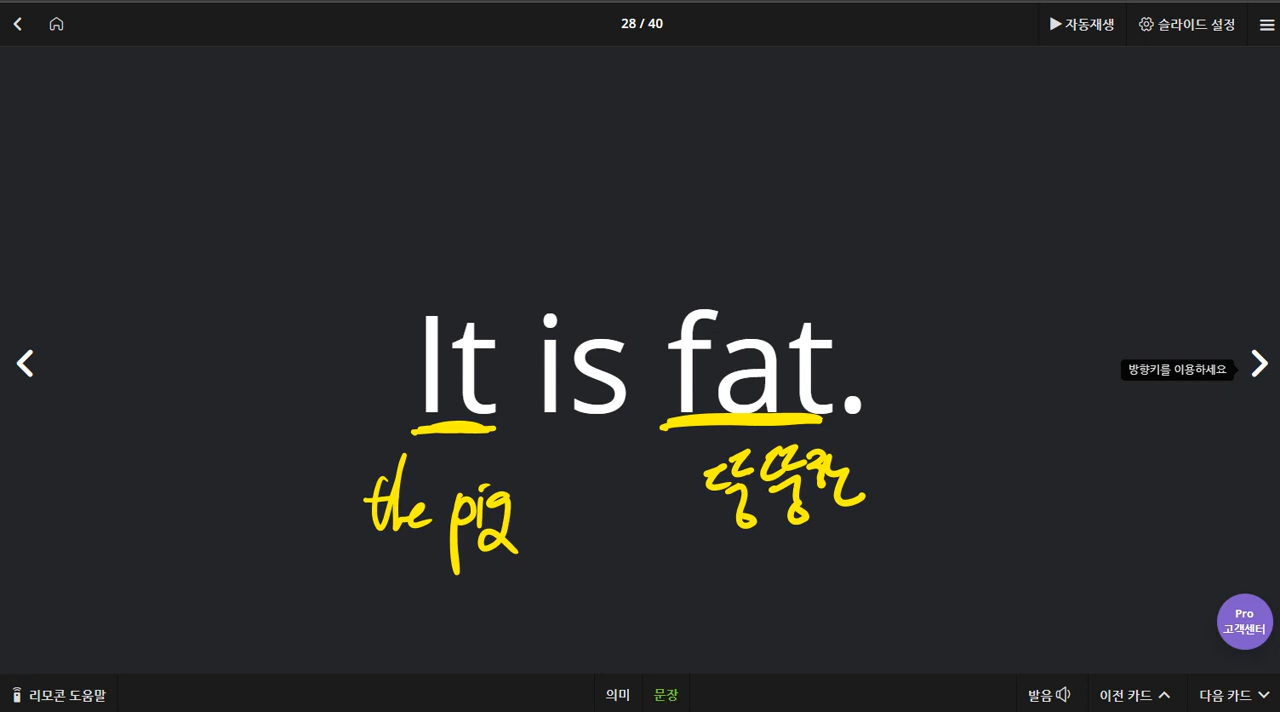 28 / 40
자동재생
슬라이드 설정
It is fat.
방향키를 이용하세요
the pig
뚱뚱한
Pro
고객센터
리모콘 도움말
의미
문장
발음
이전 카드
다음 카드